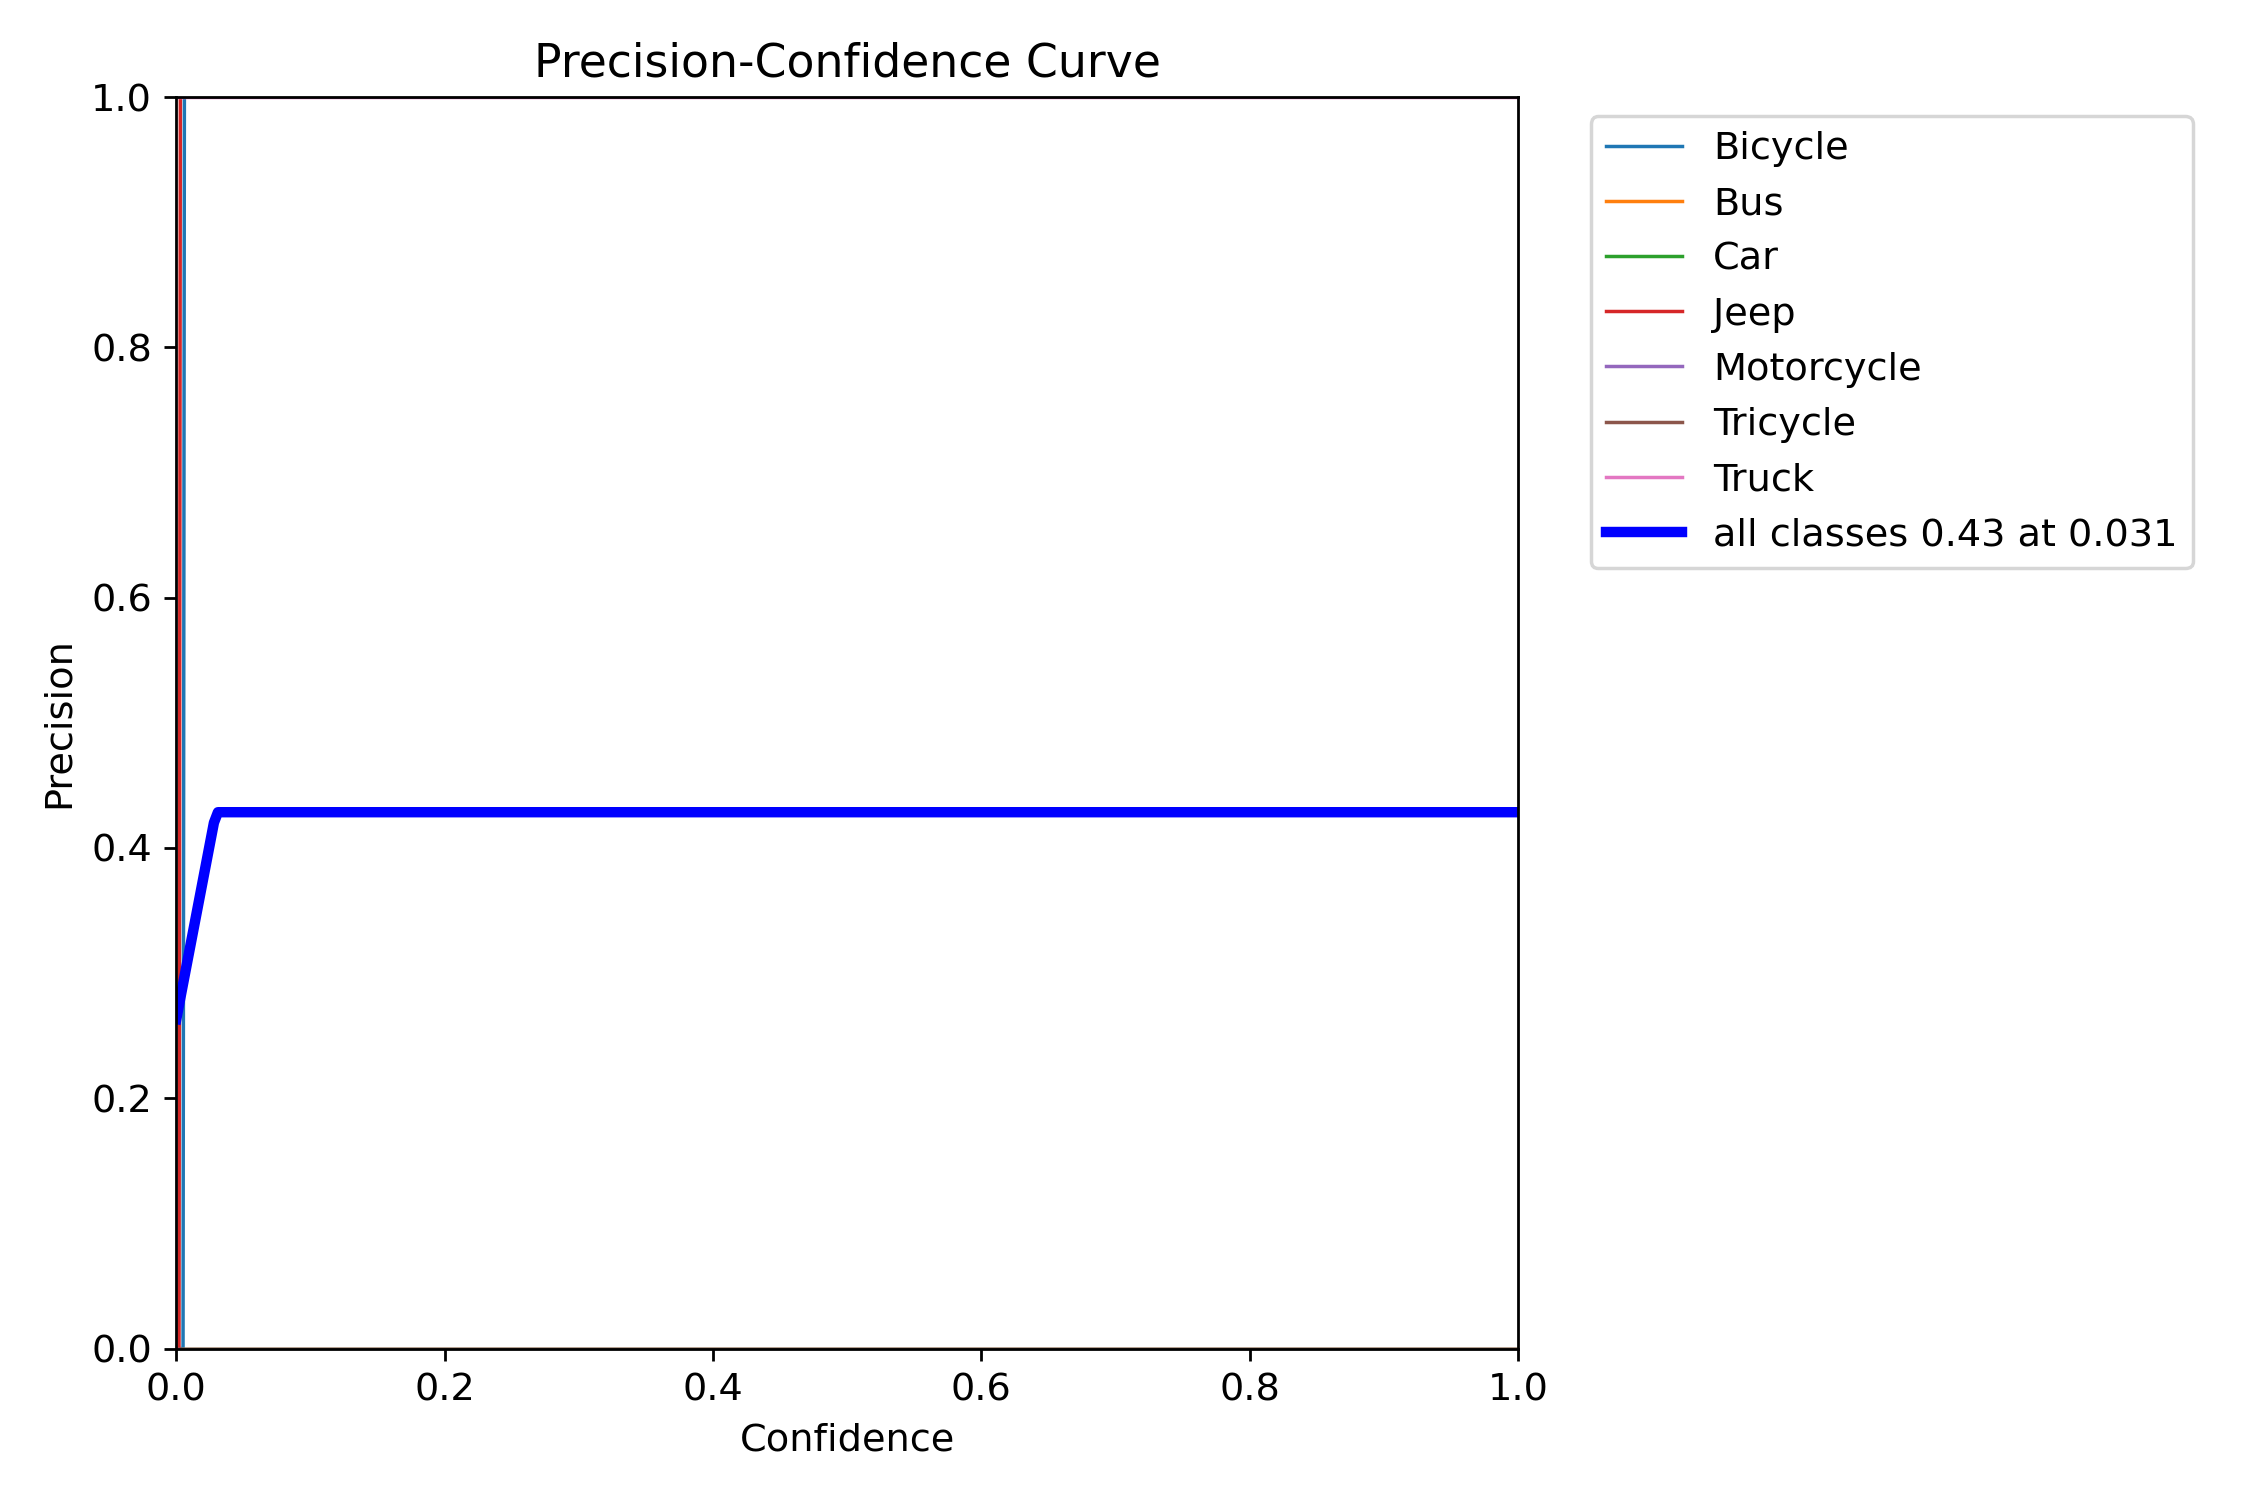 Precision-Confidence Curve
1.0
0.8
0.6
0.4
0.2
0.0
Precision
0.0 0.2 0.4 0.6 0.8 1.0
Confidence
Bicycle
Bus
Car
Jeep
Motorcycle
Tricycle
Truck
all classes 0.43 at 0.031